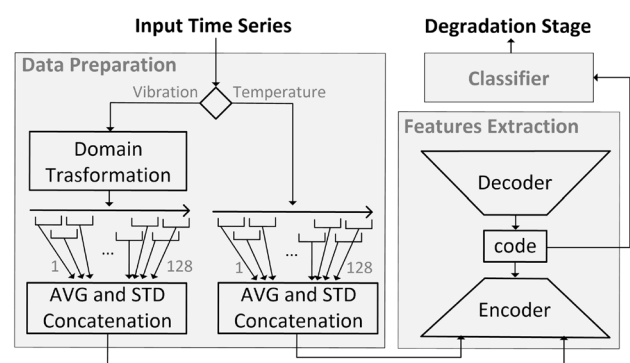 Input Time Series
Data Preparation
Vibration
Temperature
Domain
Trasformation
1
...
128
1
...
128
AVG and STD
Concatenation
AVG and STD
Concatenation
Degradation Stage
Classifier
Features Extraction
Decoder
code
Encoder